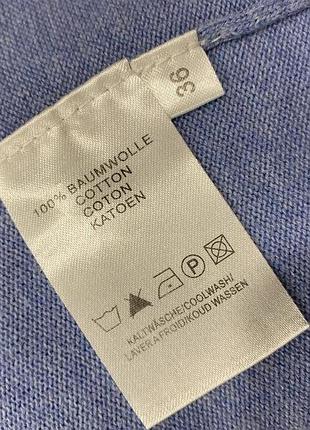 36
100% BAUMWOLLE
COTTON
COTON
KATOEN
P
KALTWÄSCHE/COOLWASH/
LAVER A FROID/KOUD WASSEN